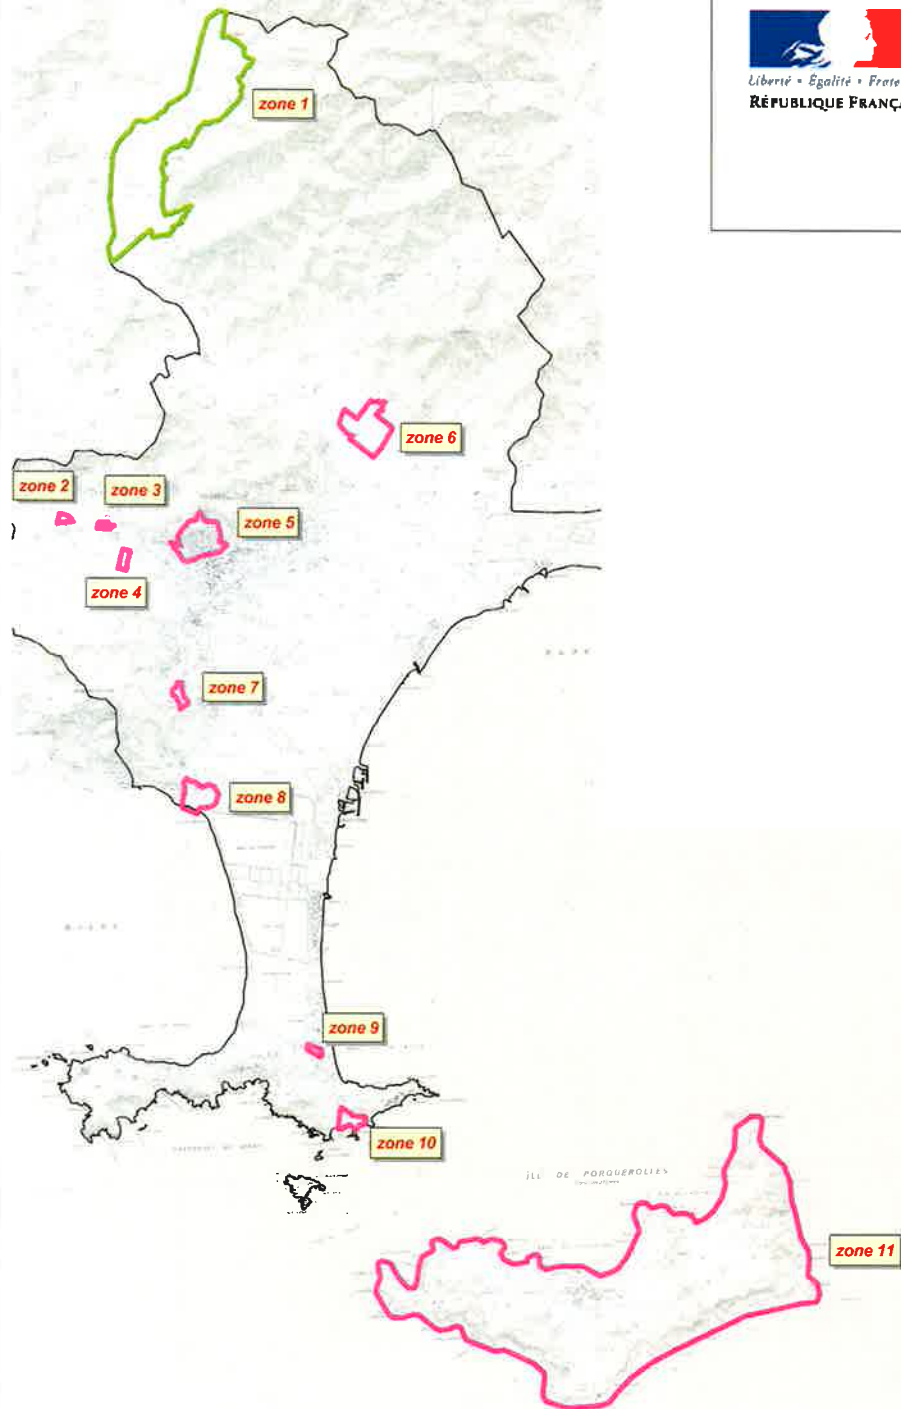 Liberté • Égalité • Frate
RÉPUBLIQUE FRANÇA
zone 1
zone 6
zone 2
zone 3
zone 5
zone 4
zone 7
zone 8
zone 9
zone 10
ILE DE PORQUEROLLES
zone 11